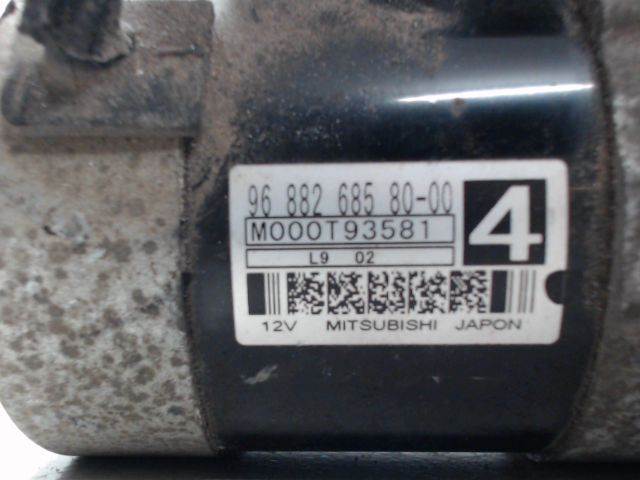 96 882 685 80-00
M000T93581
4
L9 02
12V MITSUBISHI JAPON